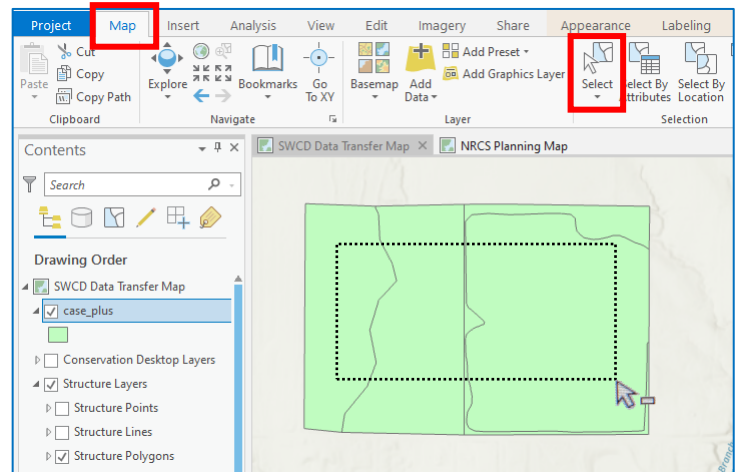 Project Map Insert Analysis View Edit Imagery Share Appearance Labeling
Cut
Copy
Copy Path
Paste
Explore
Bookmarks
Go
To XY
Basemap
Add
Data
Add Preset
Add Graphics Layer
Select
Select By
Attributes
Select By
Location
Clipboard Navigate Layer Selection
Contents
SWCD Data Transfer Map NRCS Planning Map
Search
Drawing Order
SWCD Data Transfer Map
case_plus
Conservation Desktop Layers
Structure Layers
Structure Points
Structure Lines
Structure Polygons
Branch